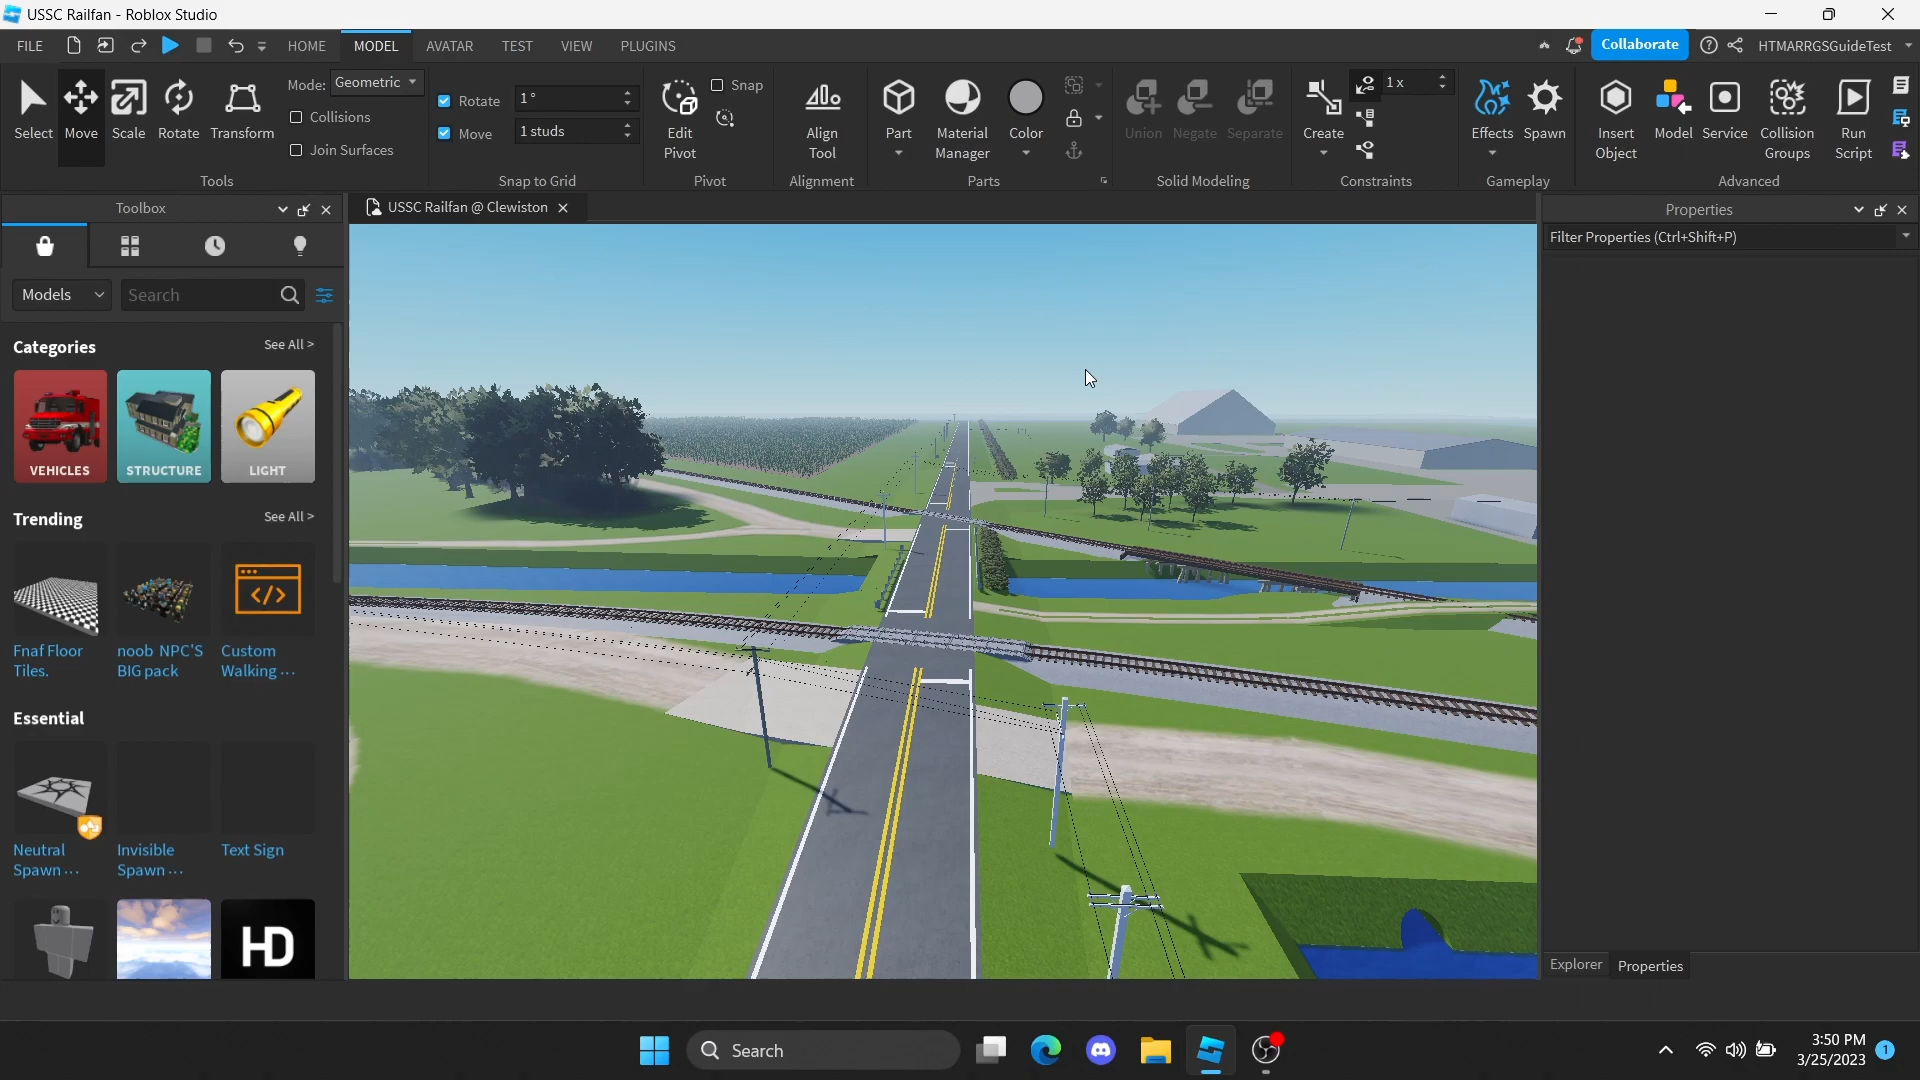 USSC Railfan - Roblox Studio
FILE
HOME
MODEL
AVATAR
TEST
VIEW
PLUGINS
Collaborate
HTMARRGSGuideTest
Select
Move
Scale
Rotate
Transform
Mode:
Geometric
Collisions
Join Surfaces
Tools
Rotate
1 °
Move
1 studs
Snap to Grid
Edit
Pivot
Snap
Pivot
Align
Tool
Alignment
Part
Material
Manager
Color
Parts
Union
Negate
Separate
Solid Modeling
Create
1 x
Constraints
Effects
Spawn
Gameplay
Insert
Object
Model
Service
Collision
Groups
Run
Script
Advanced
Toolbox
USSC Railfan @ Clewiston
Properties
Filter Properties (Ctrl+Shift+P)
Models
Search
Categories
See All >
VEHICLES
STRUCTURE
LIGHT
Trending
See All >
Fnaf Floor
Tiles.
noob NPC'S
BIG pack
Custom
Walking ...
Essential
Neutral
Spawn ...
Invisible
Spawn ...
Text Sign
HD
Explorer
Properties
Search
3:50 PM
3/25/2023
1